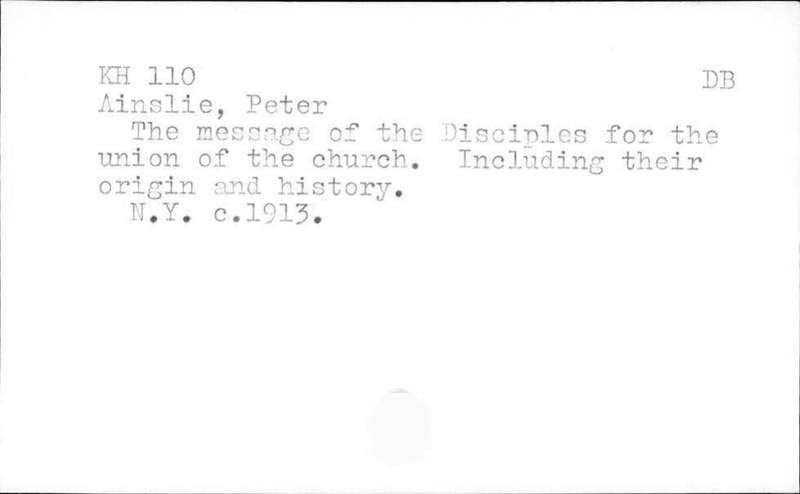 KH 110 DB
Ainslie, Peter
The message of the Disciples for the
union of the church. Including their
origin and history.
N.Y. c.1913.